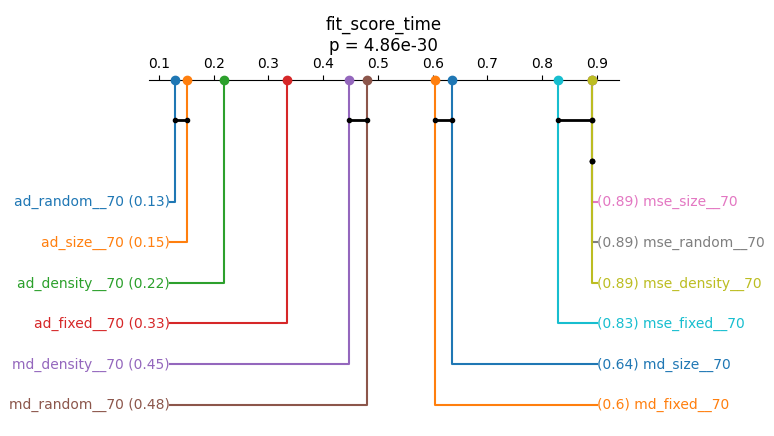 fit_score_time
p = 4.86e-30
0.1 0.2 0.3 0.4 0.5 0.6 0.7 0.8 0.9
ad_random__70 (0.13) (0.89) mse_size__70
ad_size__70 (0.15) (0.89) mse_random__70
ad_density__70 (0.22) (0.89) mse_density__70
ad_fixed__70 (0.33) (0.83) mse_fixed__70
md_density__70 (0.45) (0.64) md_size__70
md_random__70 (0.48) (0.6) md_fixed__70